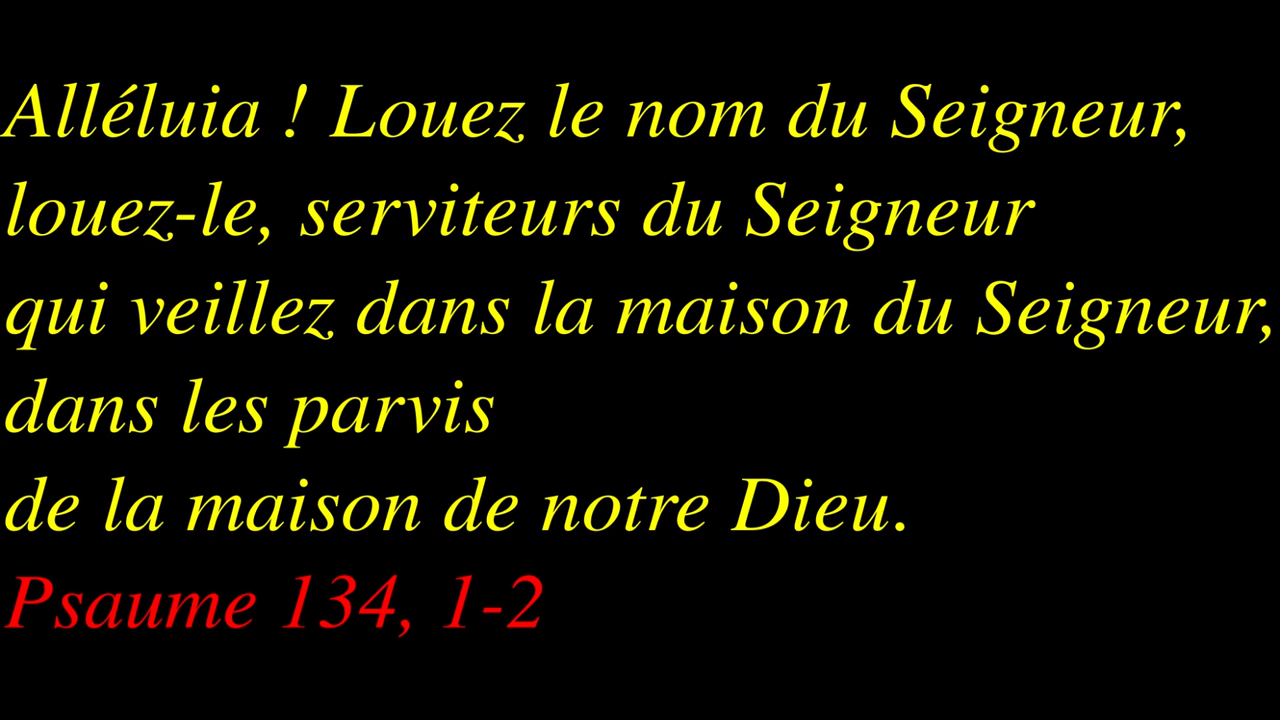 Alléluia ! Louez le nom du Seigneur,
louez-le, serviteurs du Seigneur
qui veillez dans la maison du Seigneur,
dans les parvis
de la maison de notre Dieu.
Psaume 134, 1-2